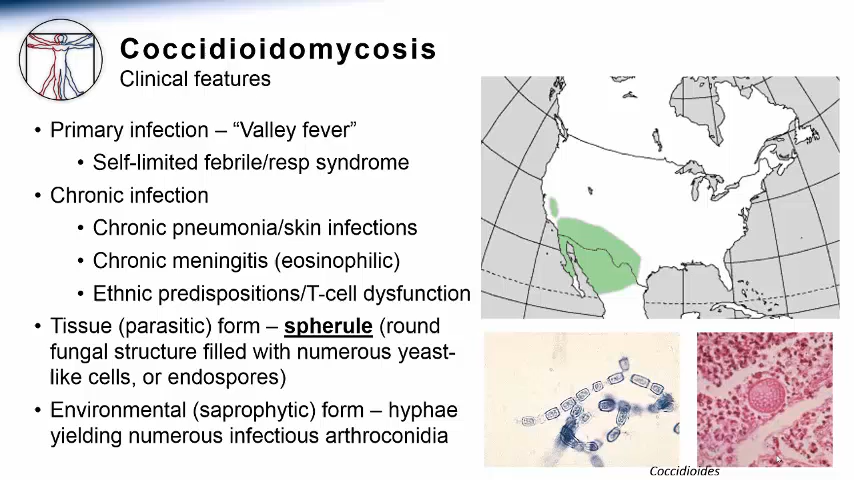 Coccidioidomycosis
Clinical features
• Primary infection – “Valley fever”
• Self-limited febrile/resp syndrome
• Chronic infection
• Chronic pneumonia/skin infections
• Chronic meningitis (eosinophilic)
• Ethnic predispositions/T-cell dysfunction
• Tissue (parasitic) form – spherule (round
fungal structure filled with numerous yeast-
like cells, or endospores)
• Environmental (saprophytic) form – hyphae
yielding numerous infectious arthroconidia
Coccidioides